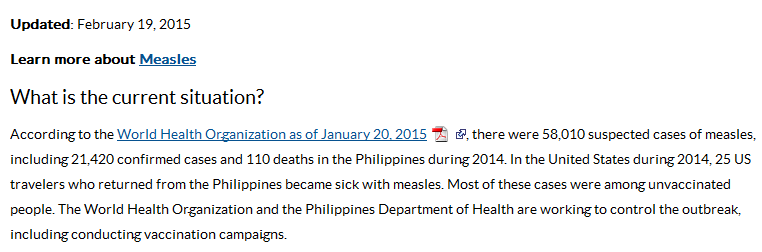 Updated: February 19, 2015
Learn more about Measles
What is the current situation?
According to the World Health Organization as of January 20, 2015 , there were 58,010 suspected cases of measles,
including 21,420 confirmed cases and 110 deaths in the Philippines during 2014. In the United States during 2014, 25 US
travelers who returned from the Philippines became sick with measles. Most of these cases were among unvaccinated
people. The World Health Organization and the Philippines Department of Health are working to control the outbreak,
including conducting vaccination campaigns.